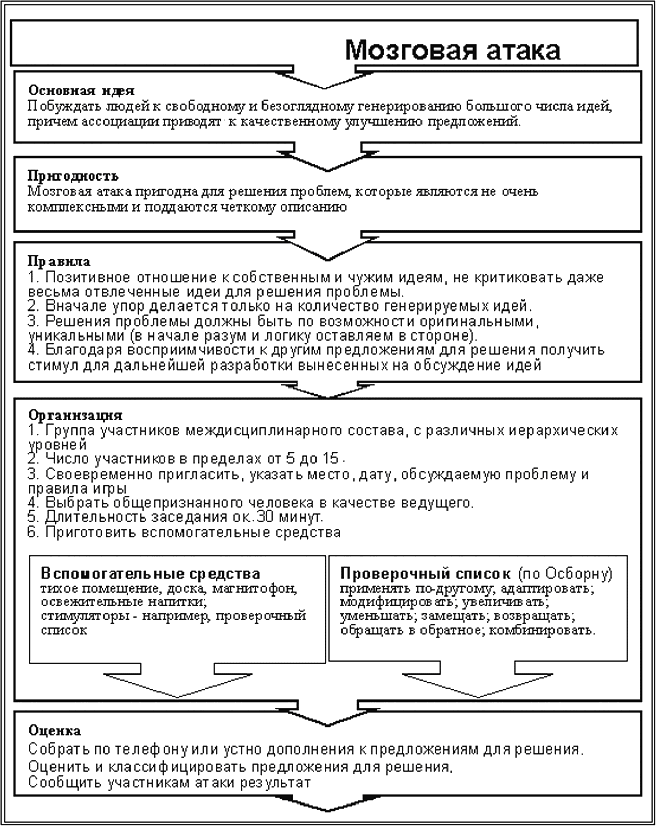 Мозговая атака
Основная идея
Побуждать людей к свободному и безоглядному генерированию большого числа идей,
причем ассоциации приводят к качественному улучшению предложений.
Пригодность
Мозговая атака пригодна для решения проблем, которые являются не очень
комплексными и поддаются четкому описанию
Правила
1. Позитивное отношение к собственным и чужим идеям, не критиковать даже
весьма отвлеченные идеи для решения проблемы.
2. Вначале упор делается только на количество генерируемых идей.
3. Решения проблемы должны быть по возможности оригинальными,
уникальными (в начале разум и логику оставляем в стороне).
4. Благодаря восприимчивости к другим предложениям для решения получить
стимул для дальнейшей разработки вынесенных на обсуждение идей
Организация
1. Группа участников междисциплинарного состава, с различных иерархических
уровней
2. Число участников в пределах от 5 до 15.
3. Своевременно пригласить, указать место, дату, обсуждаемую проблему и
правила игры
4. Выбрать общепризнанного человека в качестве ведущего.
5. Длительность заседания ок. 30 минут.
6. Приготовить вспомогательные средства
Вспомогательные средства
тихое помещение, доска, магнитофон,
освежительные напитки;
стимуляторы - например, проверочный
список
Проверочный список (по Осборну)
применять по-другому, адаптировать;
модифицировать; увеличивать;
уменьшать; замещать; возвращать;
обращать в обратное; комбинировать.
Оценка
Собрать по телефону или устно дополнения к предложениям для решения.
Оценить и классифицировать предложения для решения.
Сообщить участникам атаки результат